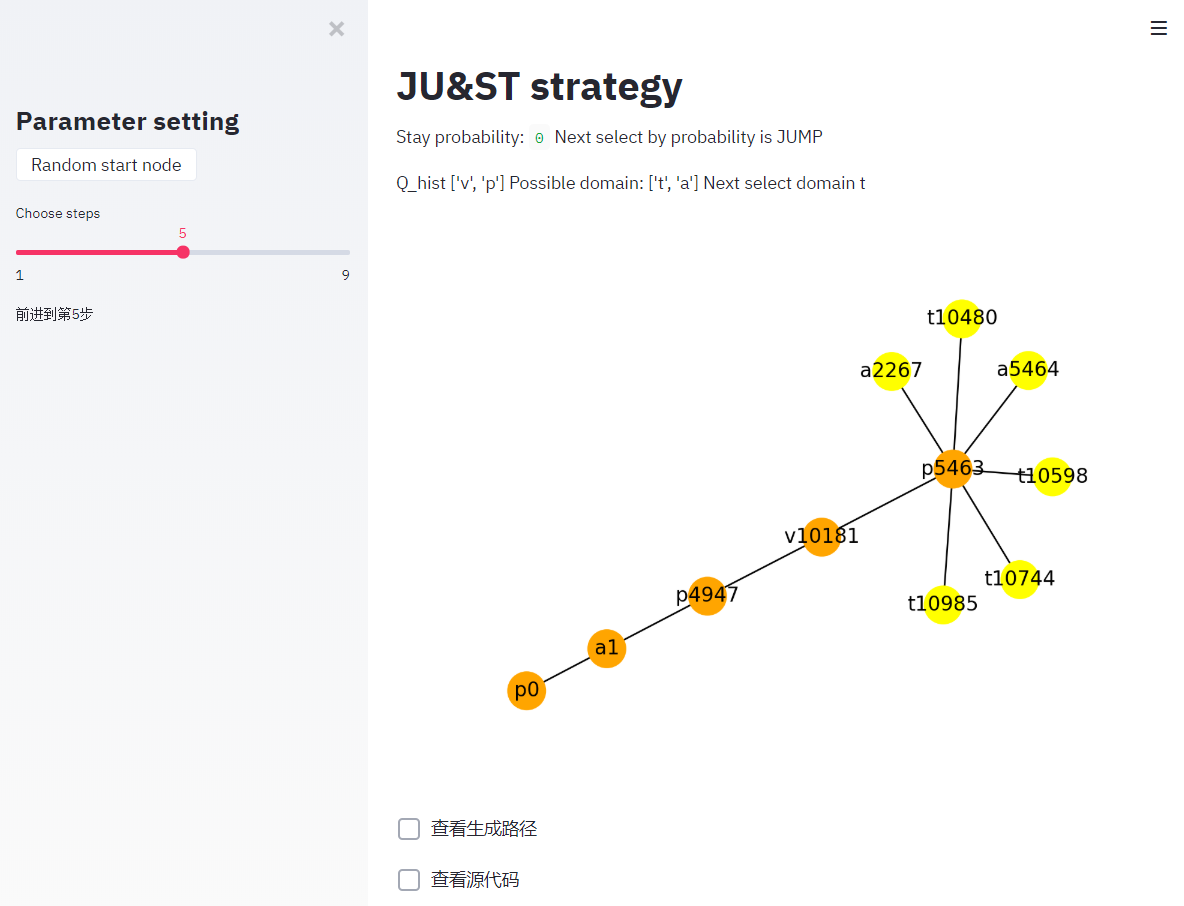 Parameter setting
Random start node
Choose steps
5
1
9
前进到第5步
JU&ST strategy
Stay probability: 0 Next select by probability is JUMP
Q_hist ['v', 'p'] Possible domain: ['t', 'a'] Next select domain t
t10480
a2267
a5464
p5463
t10598
v10181
t10744
p4947
t10985
a1
p0
查看生成路径
查看源代码